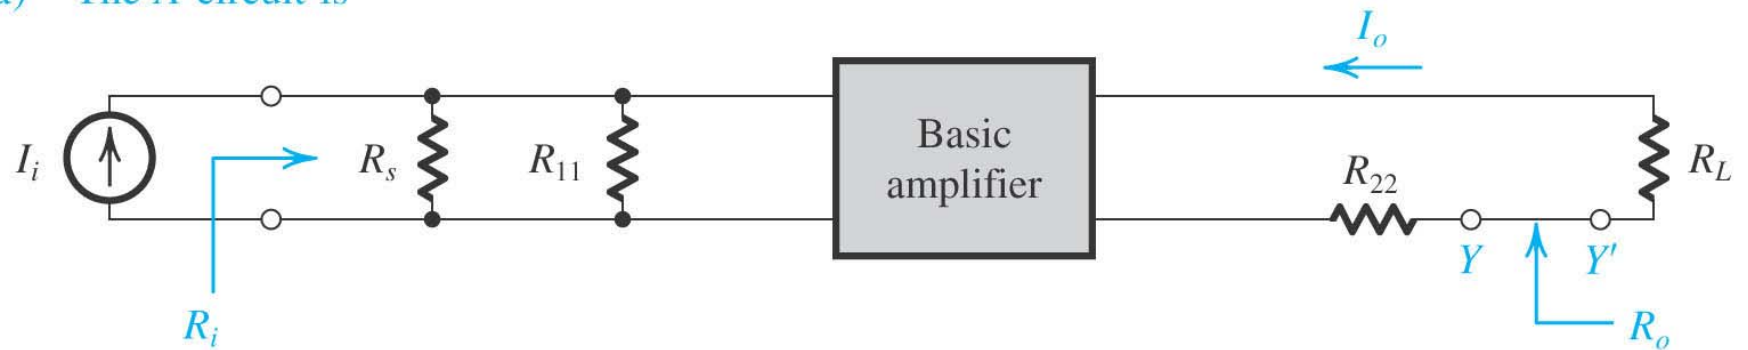 I_o
I_i
R_s
R_11
Basic
amplifier
R_22
R_L
Y
Y'
R_i
R_o